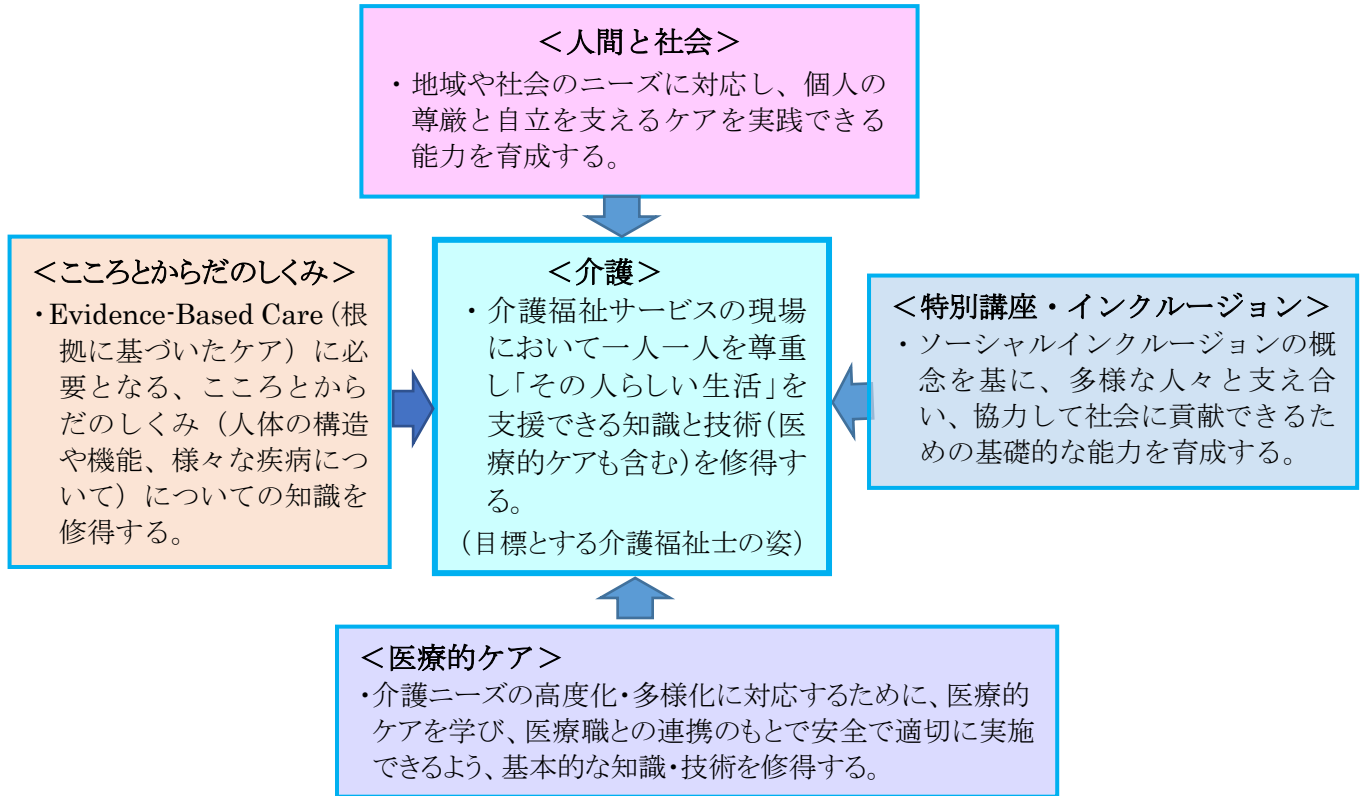 ＜人間と社会＞
・地域や社会のニーズに対応し、個人の
尊厳と自立を支えるケアを実践できる
能力を育成する。
＜こころとからだのしくみ＞
・Evidence-Based Care（根
拠に基づいたケア）に必
要となる、こころとから
だのしくみ（人体の構造
や機能、様々な疾病につ
いて）についての知識を
修得する。
＜介護＞
・介護福祉サービスの現場
において一人一人を尊重
し「その人らしい生活」を
支援できる知識と技術（医
療的ケアも含む）を修得す
る。
（目標とする介護福祉士の姿）
＜特別講座・インクルージョン＞
・ソーシャルインクルージョンの概
念を基に、多様な人々と支え合
い、協力して社会に貢献できるた
めの基礎的な能力を育成する。
＜医療的ケア＞
・介護ニーズの高度化・多様化に対応するために、医療的
ケアを学び、医療職との連携のもとで安全で適切に実施
できるよう、基本的な知識・技術を修得する。